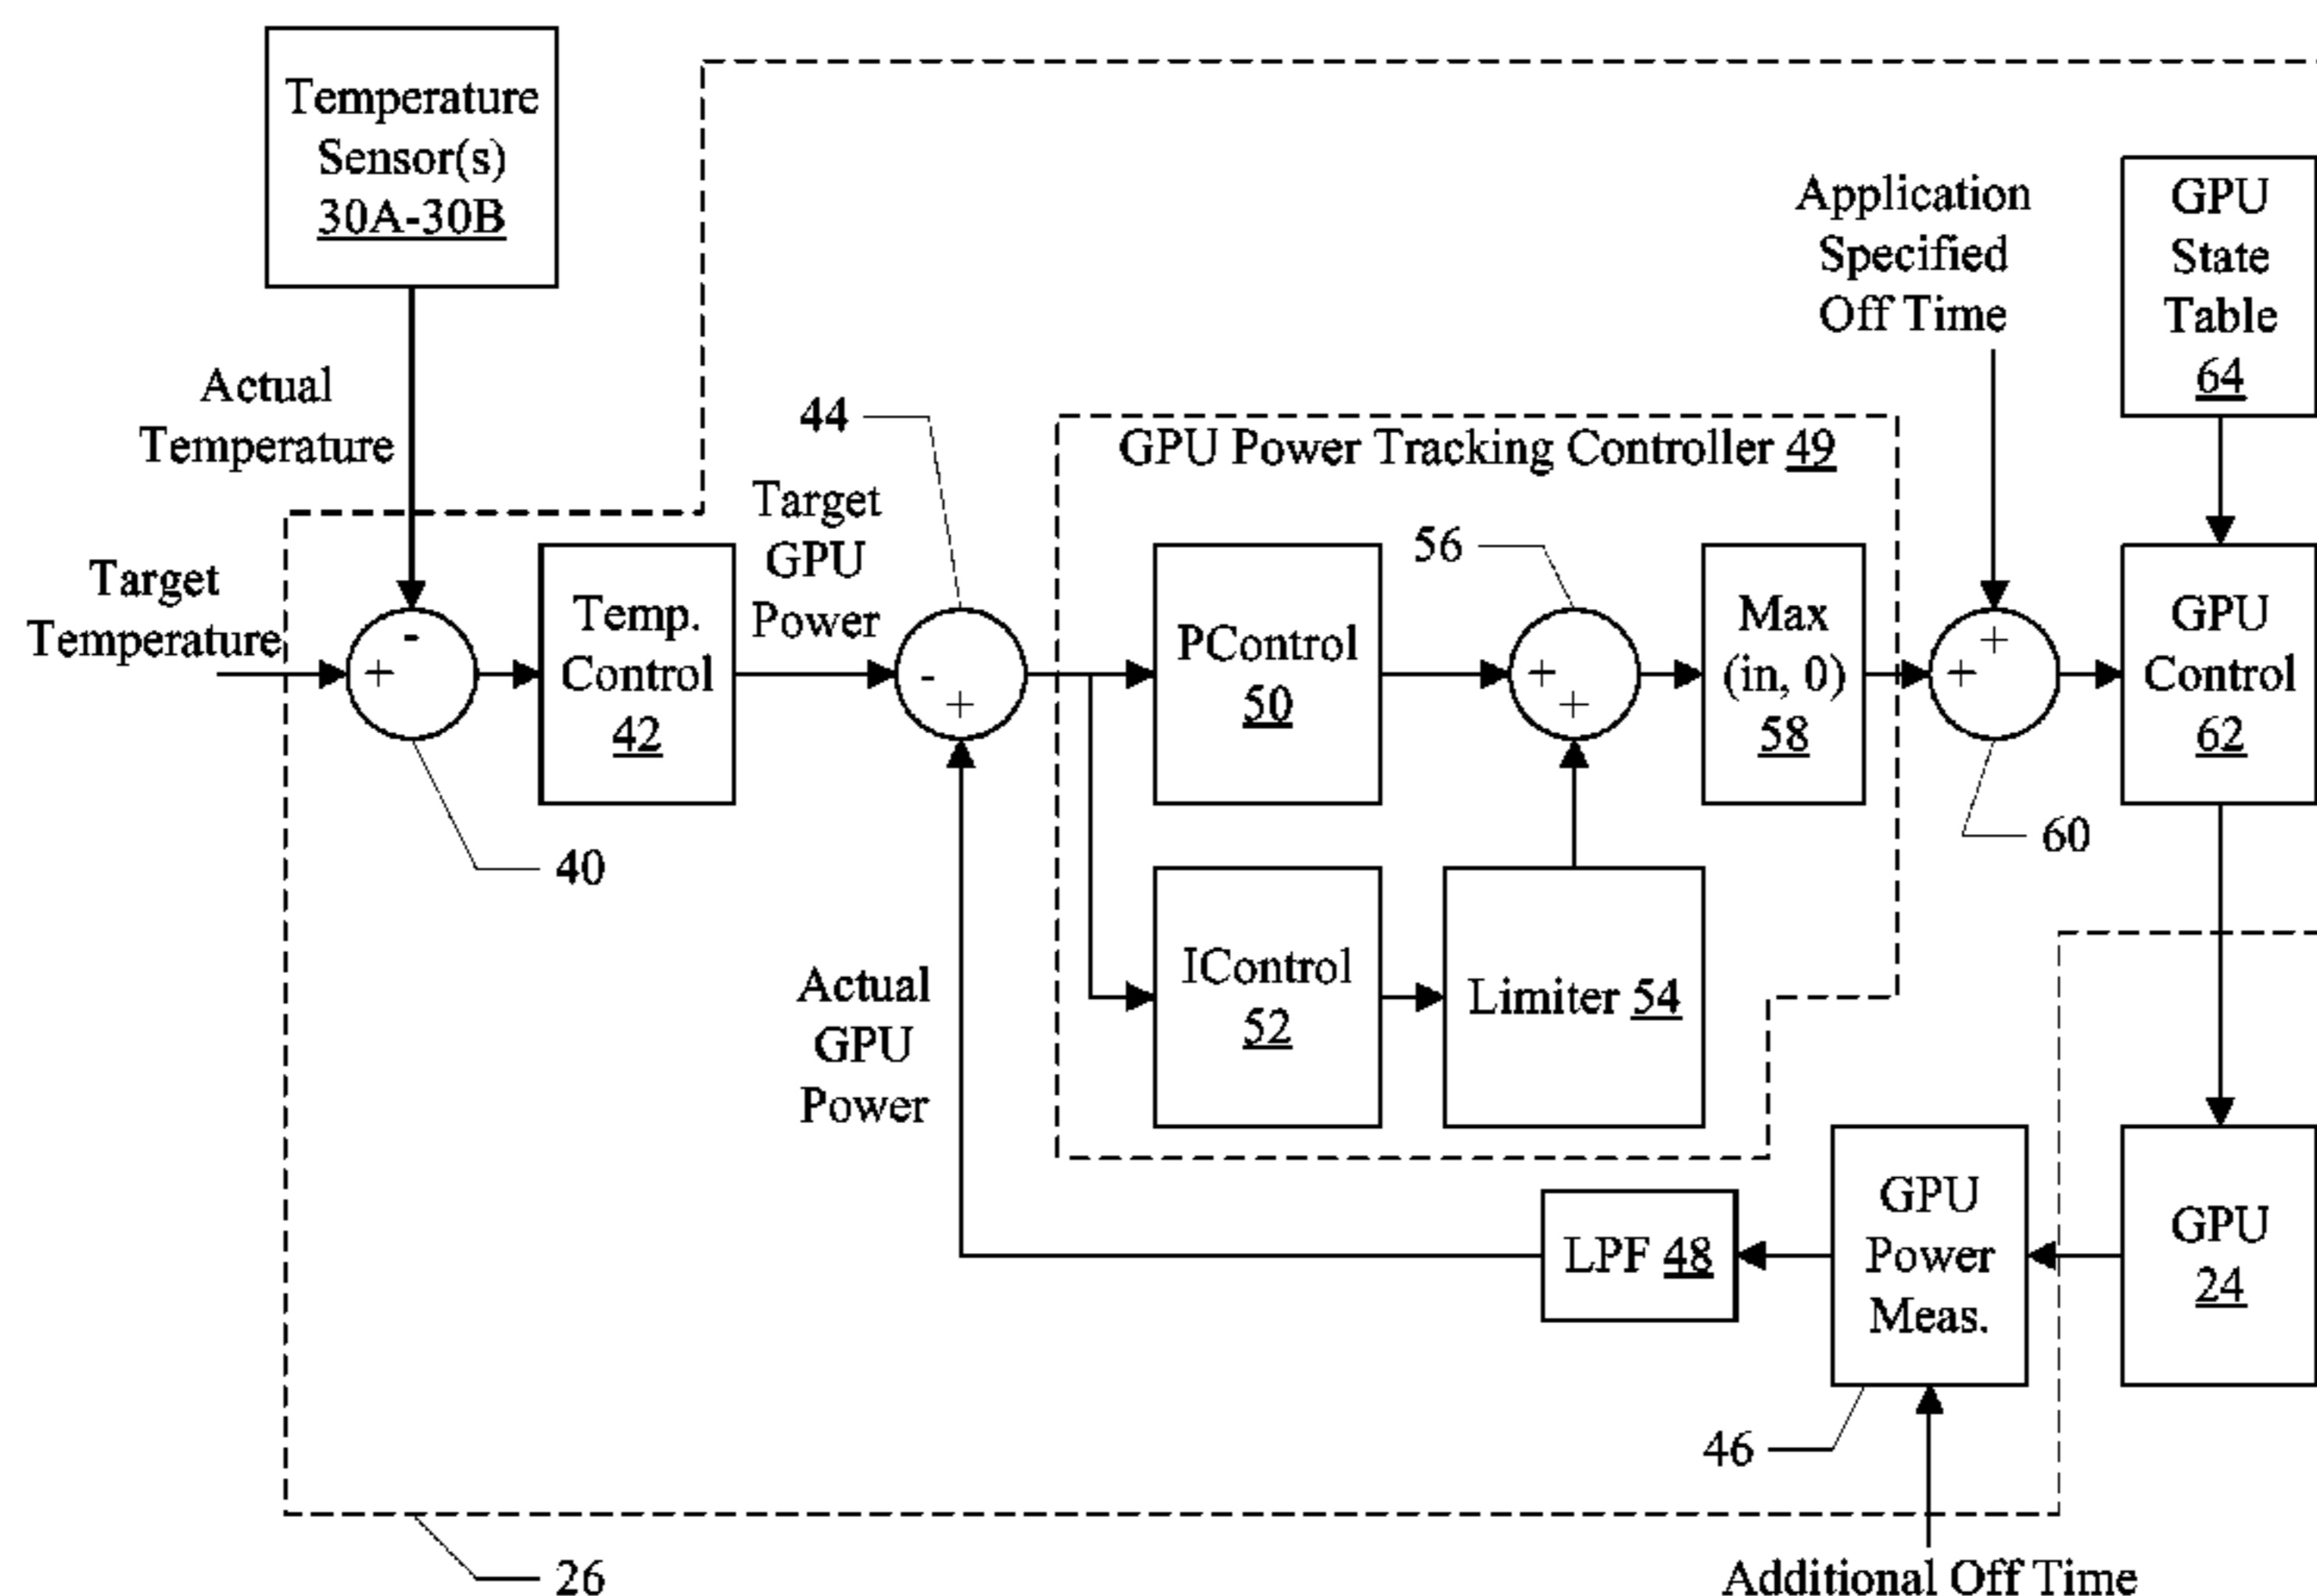 Temperature
Sensor(s)
30A-30B
Actual
Temperature
Target
Temperature
+
-
40
Temp.
Control
42
Target
GPU
Power
44
-
+
Actual
GPU
Power
GPU Power Tracking Controller 49
PControl
50
IControl
52
Limiter 54
56
+
+
Max
(in, 0)
58
Application
Specified
Off Time
+
+
60
GPU
State
Table
64
GPU
Control
62
GPU
24
GPU
Power
Meas.
46
LPF 48
Additional Off Time
26